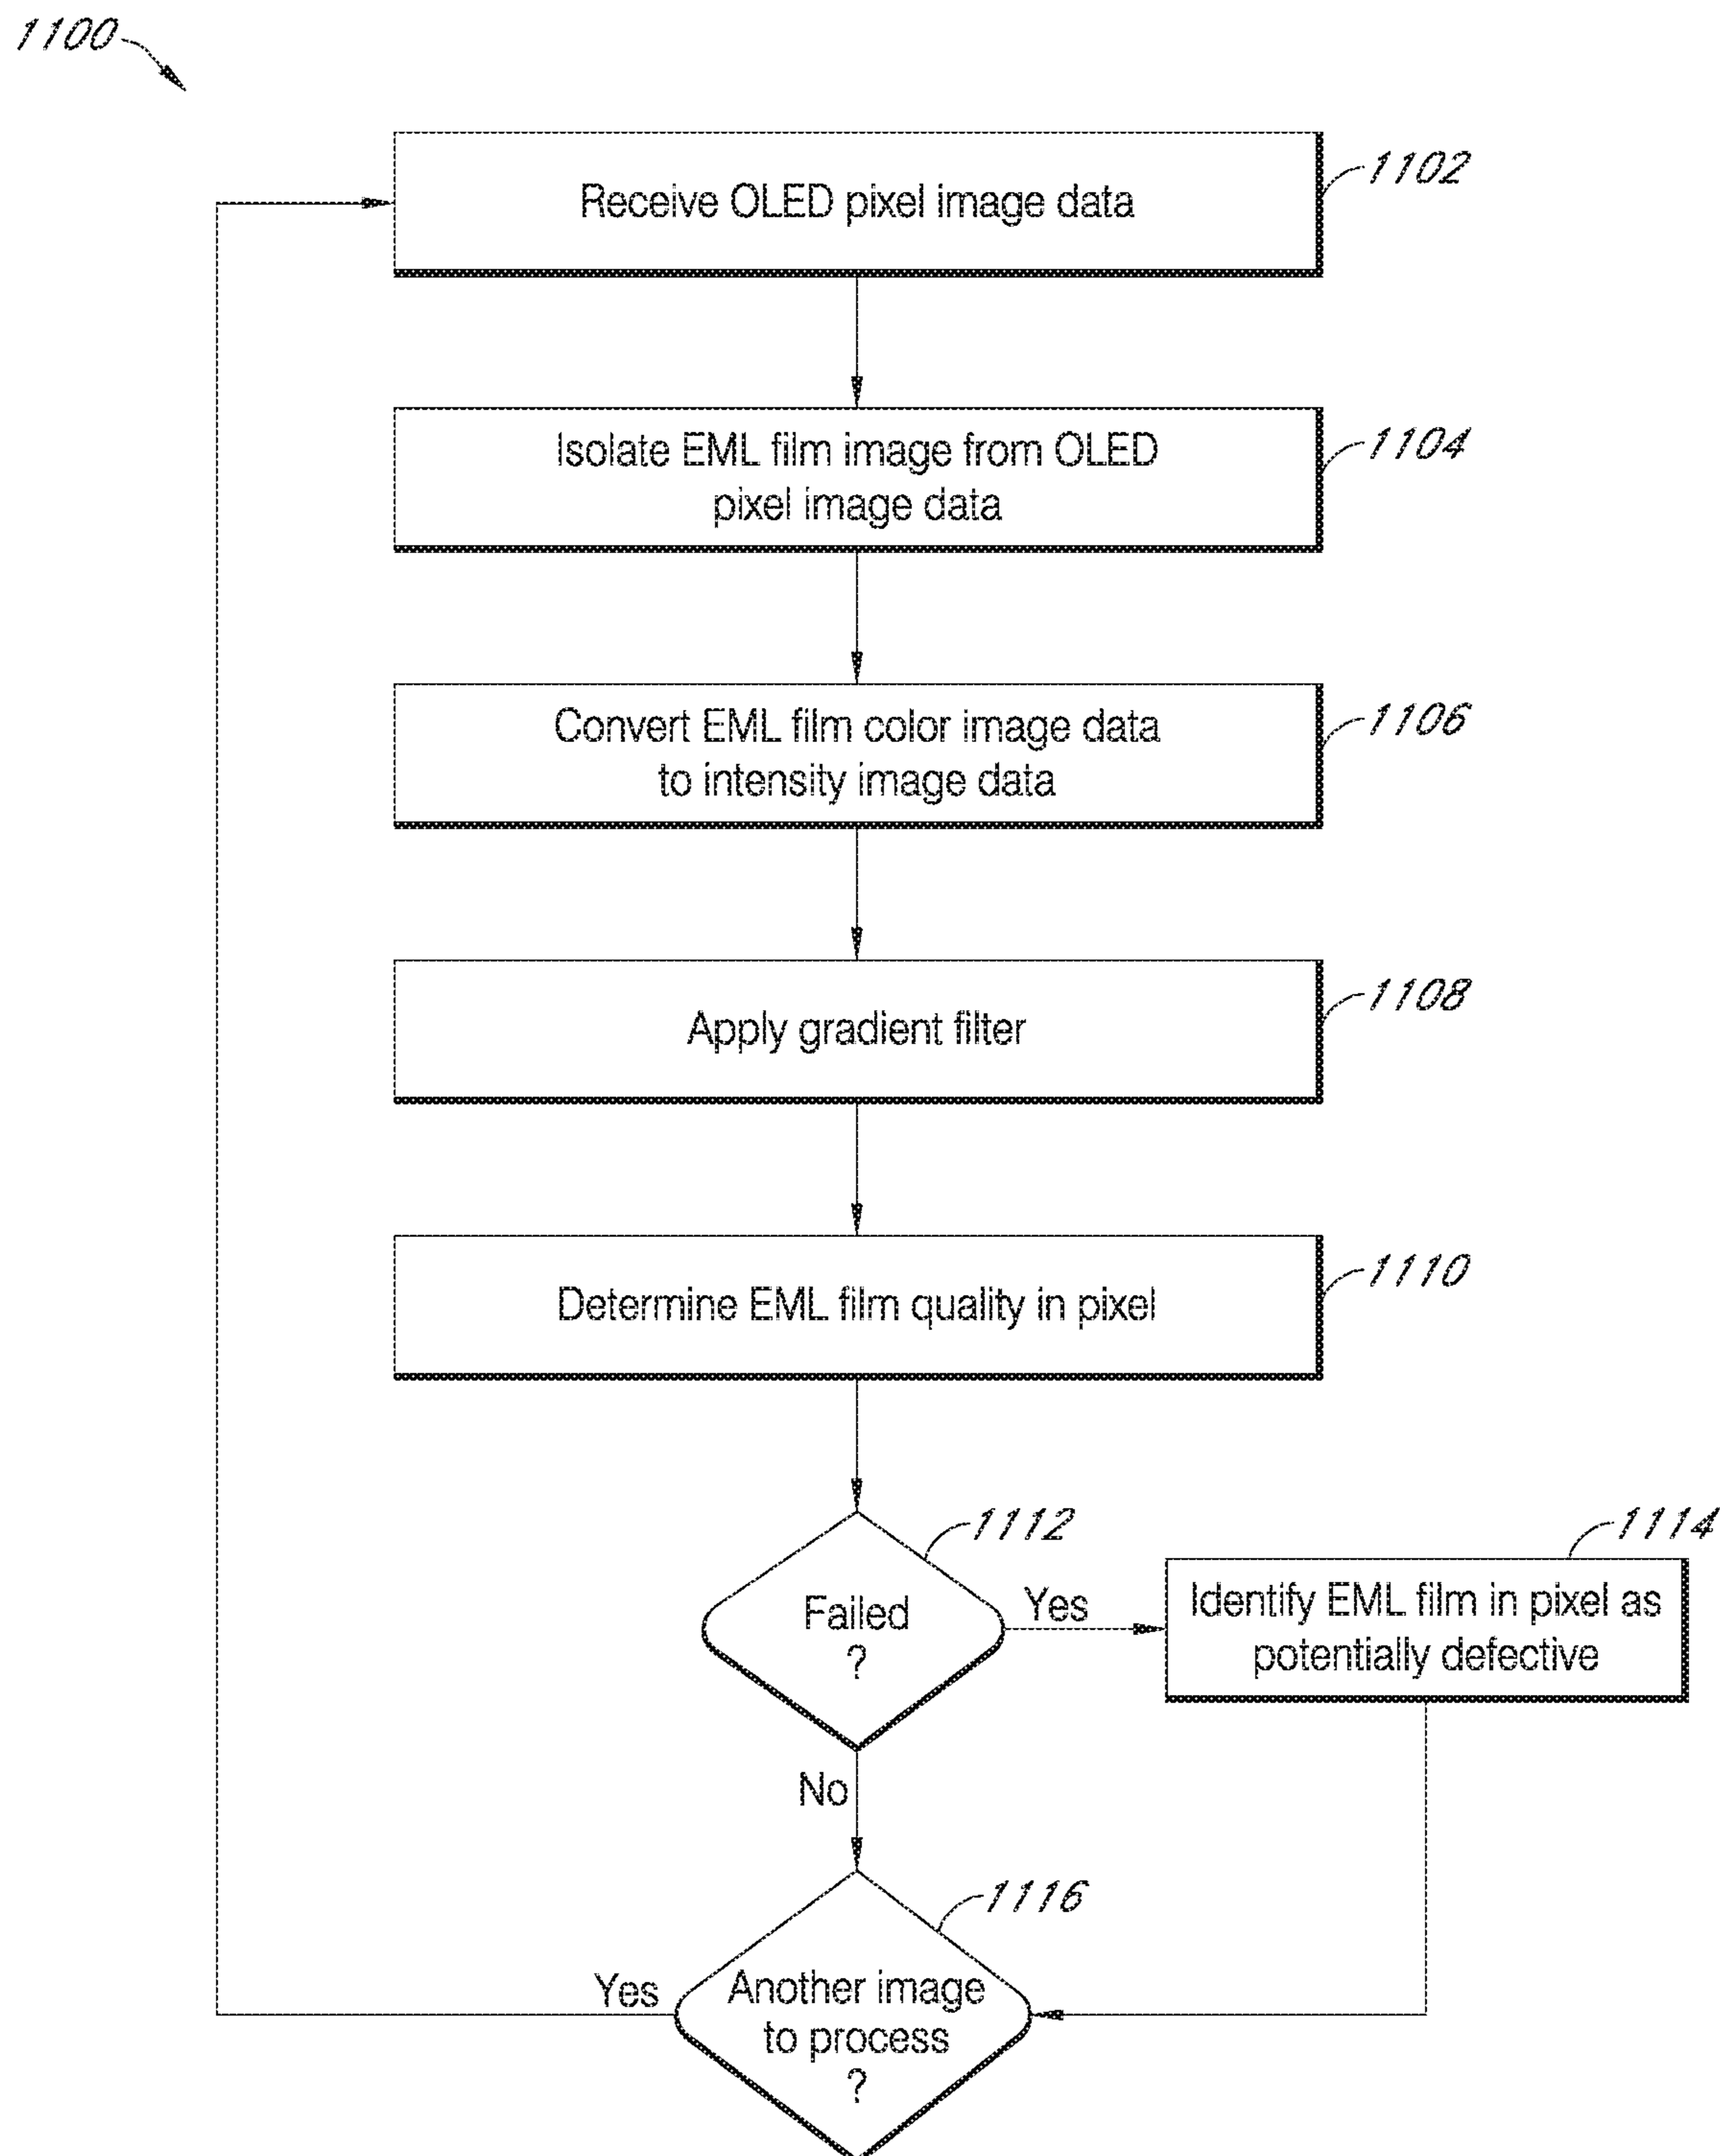 1100
Receive OLED pixel image data
1102
Isolate EML film image from OLED
pixel image data
1104
Convert EML film color image data
to intensity image data
1106
Apply gradient filter
1108
Determine EML film quality in pixel
1110
1112
Failed
?
Yes
1114
Identify EML film in pixel as
potentially defective
No
1116
Yes
Another image
to process
?